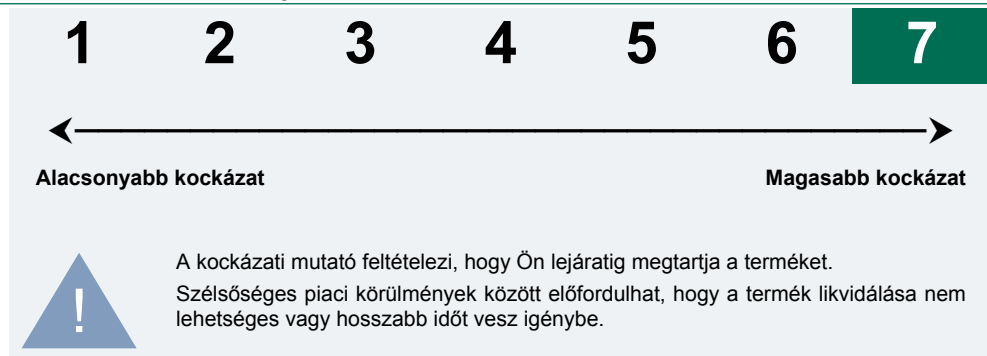 1 2 3 4 5 6 7
Alacsonyabb kockázat Magasabb kockázat
A kockázati mutató feltételezi, hogy Ön lejáratig megtartja a terméket.
Szélsőséges piaci körülmények között előfordulhat, hogy a termék likvidálása nem
lehetséges vagy hosszabb időt vesz igénybe.
!